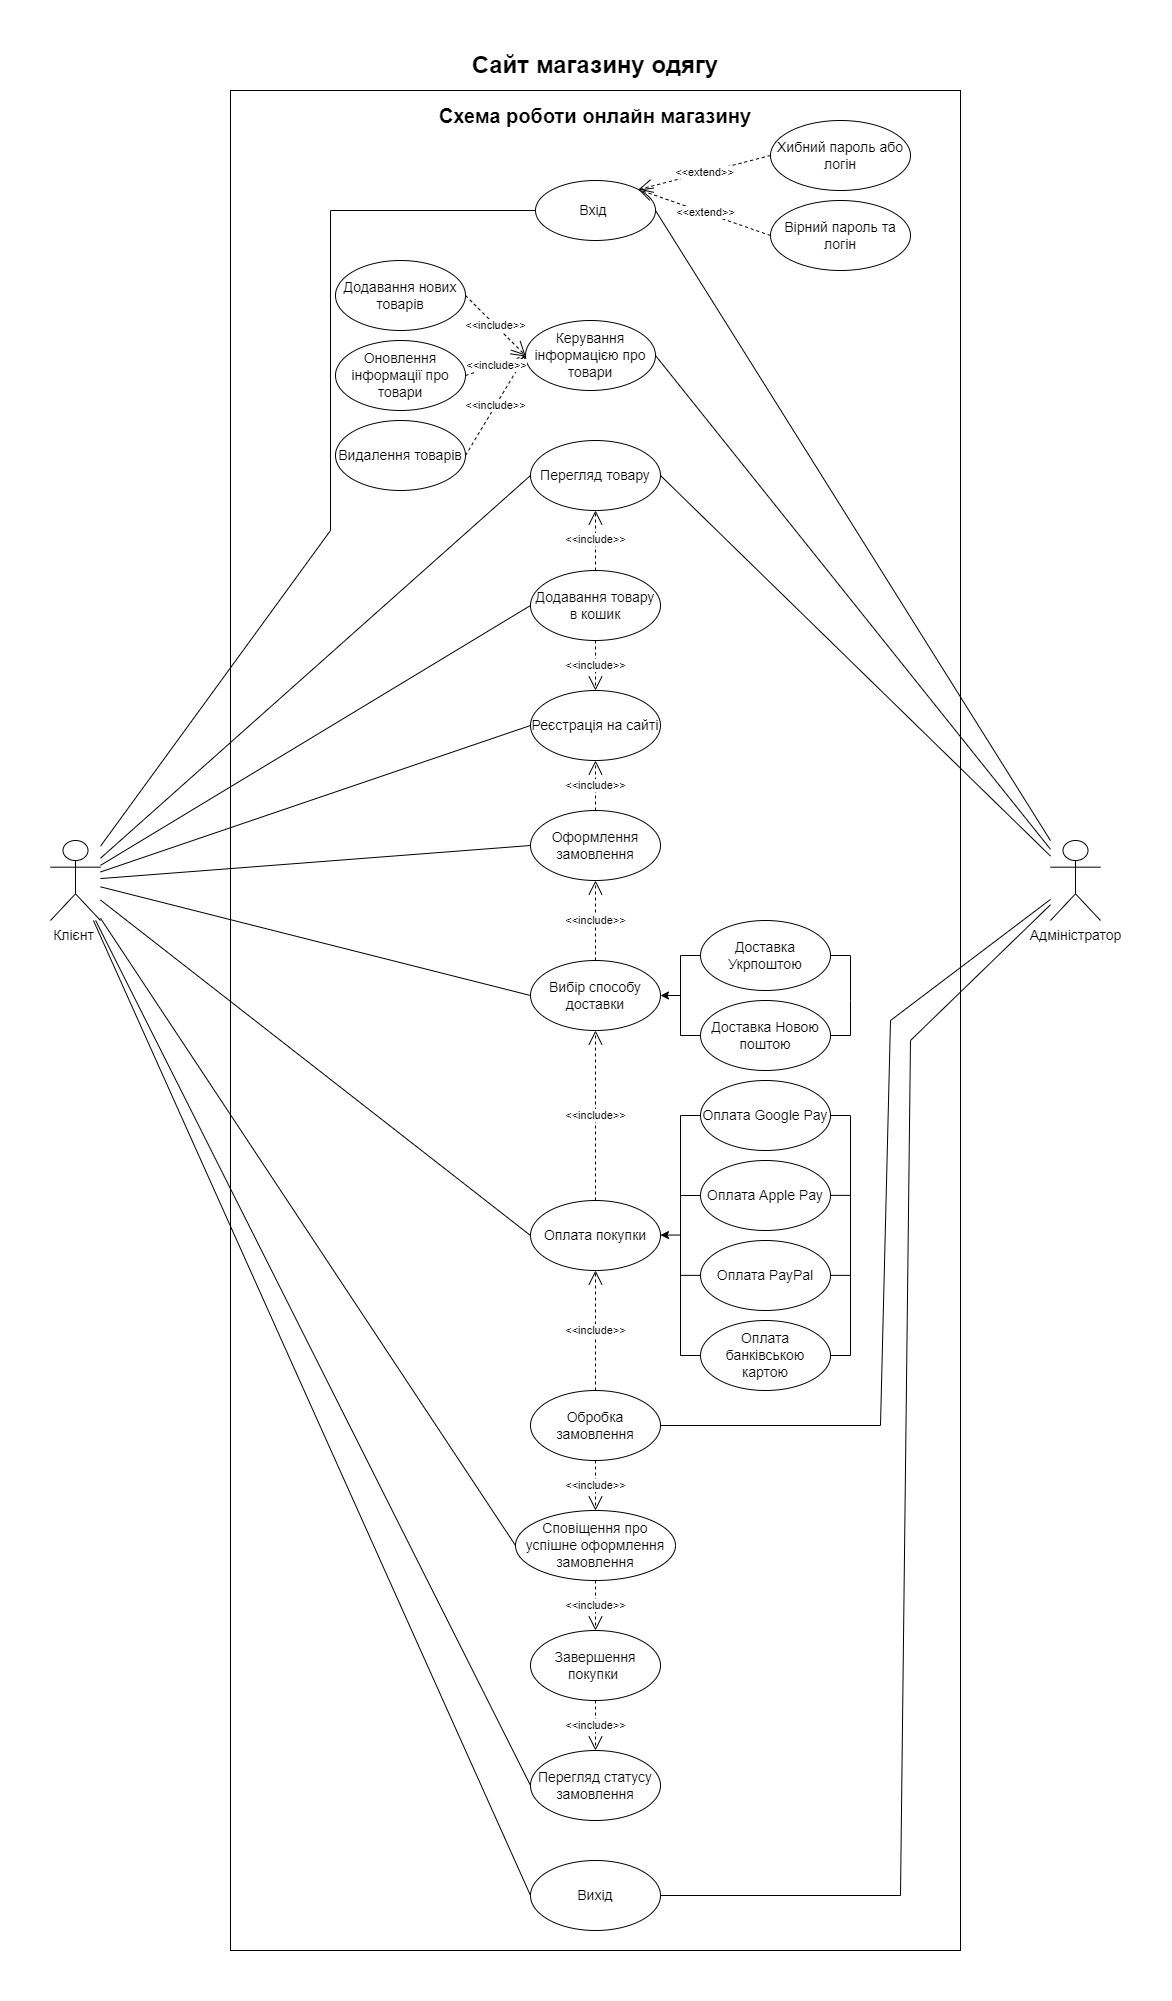 Сайт магазину одягу
Схема роботи онлайн магазину
Хибний пароль або
логін
<<extend>>
Вхід
<<extend>>
Вірний пароль та
логін
Додавання нових
товарів
<<include>>
Керування
інформацією про
товари
Оновлення
інформації про
товари
<<include>>
<<include>>
Видалення товарів
Перегляд товару
<<include>>
Додавання товару
в кошик
<<include>>
Реєстрація на сайті
<<include>>
Оформлення
замовлення
Клієнт
Адміністратор
<<include>>
Доставка
Укрпоштою
Вибір способу
доставки
Доставка Новою
поштою
<<include>>
Оплата Google Pay
Оплата Apple Pay
Оплата покупки
Оплата PayPal
<<include>>
Оплата
банківською
картою
Обробка
замовлення
<<include>>
Сповіщення про
успішне оформлення
замовлення
<<include>>
Завершення
покупки
<<include>>
Перегляд статусу
замовлення
Вихід